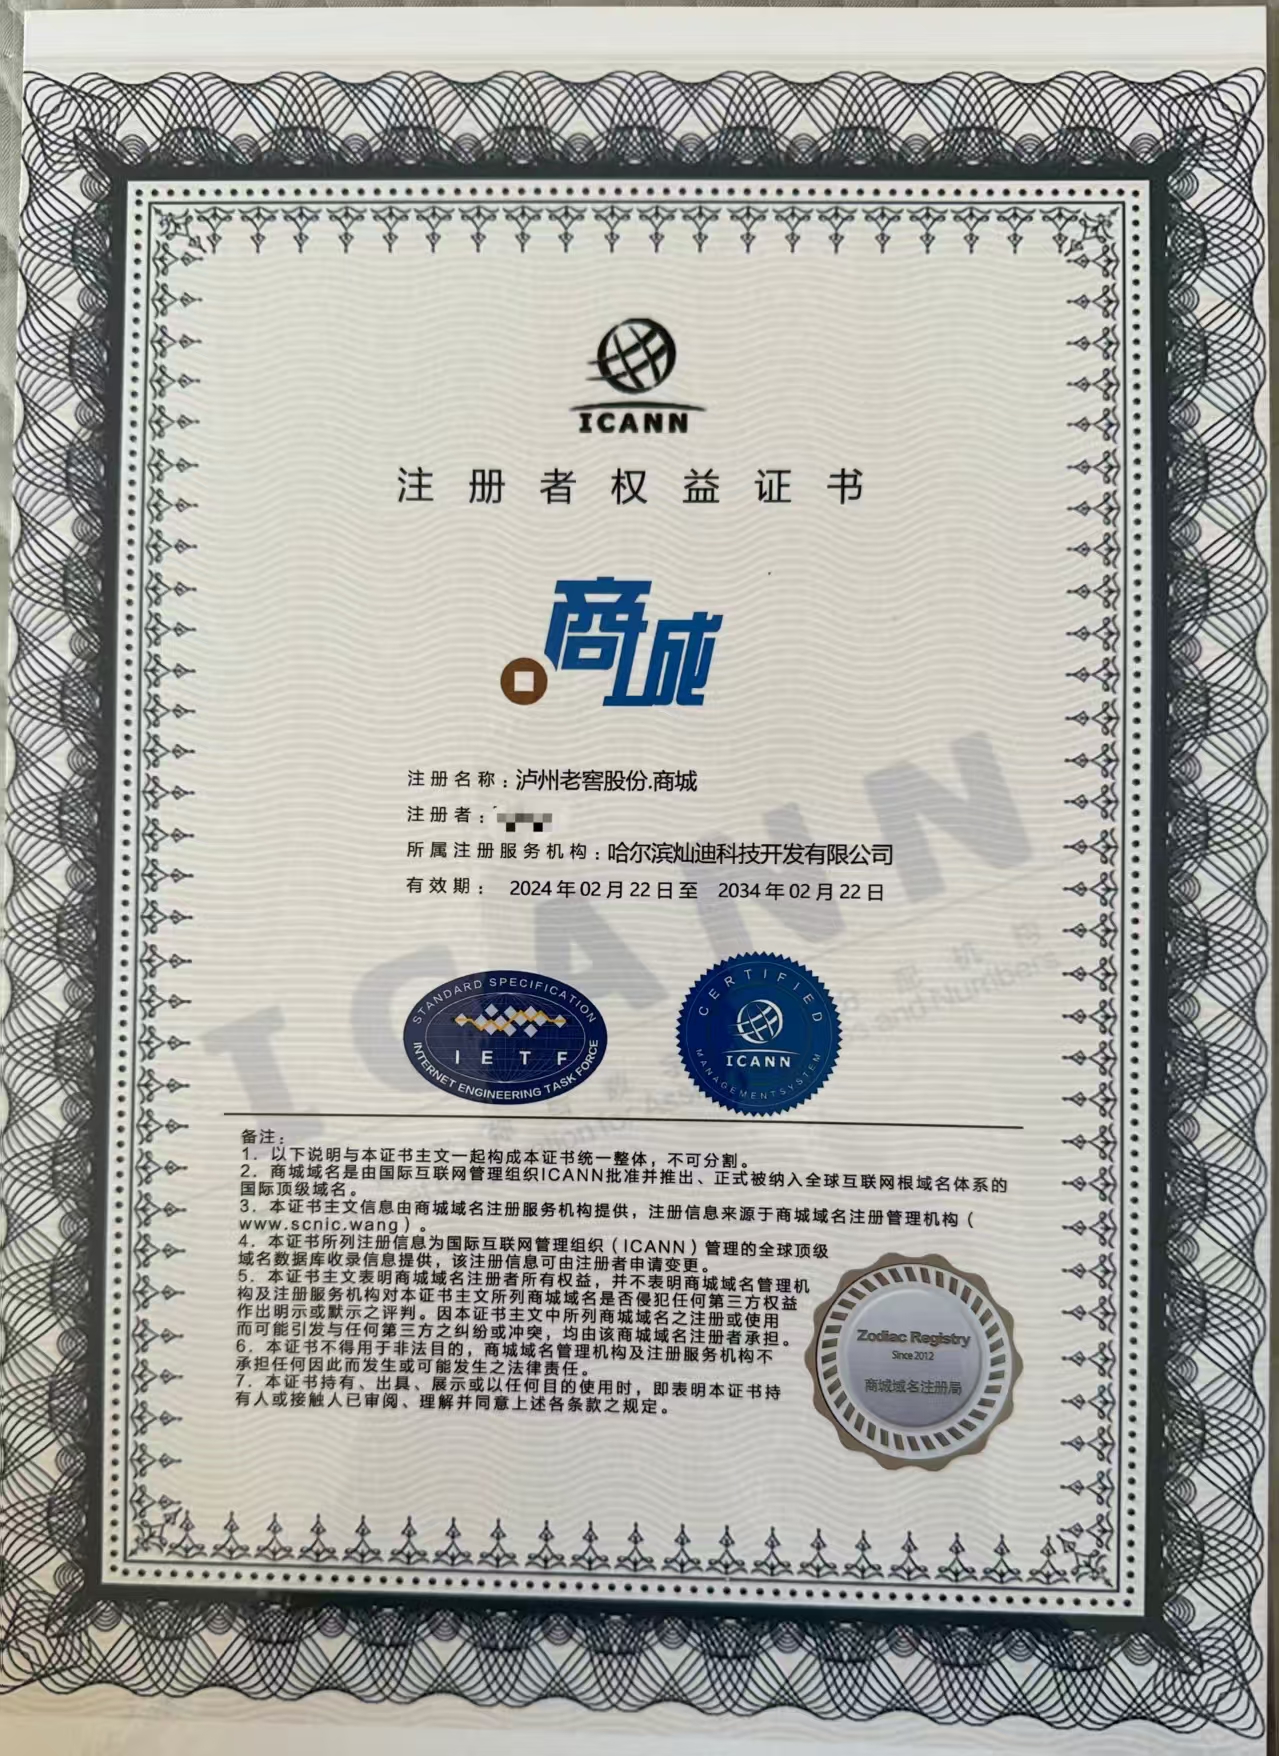 ICANN
注册者权益证书
.商城
注册名称：泸州老窖股份.商城
注册者：
所属注册服务机构：哈尔滨灿迪科技开发有限公司
有效期： 2024年02月22日至 2034年02月22日
ICANN
STANDARD SPECIFICATION
IETF
INTERNET ENGINEERING TASK FORCE
CERTIFIED
ICANN
MANAGEMENTSYSTEM
备注：
1．以下说明与本证书主文一起构成本证书统一整体，不可分割。
2．商城域名是由国际互联网管理组织ICANN批准并推出、正式被纳入全球互联网根域名体系的
国际顶级域名。
3．本证书主文信息由商城域名注册服务机构提供，注册信息来源于商城域名注册管理机构（
www.scnic.wang）。
4．本证书所列注册信息为国际互联网管理组织（ICANN）管理的全球顶级
域名数据库收录信息提供，该注册信息可由注册者申请变更。
5．本证书主文表明商城域名注册者所有权益，并不表明商城域名管理机
构及注册服务机构对本证书主文所列商城域名是否侵犯任何第三方权益
作出明示或默示之评判。因本证书主文中所列商城域名之注册或使用
而可能引发与任何第三方之纠纷或冲突，均由该商城域名注册者承担。
6．本证书不得用于非法目的，商城域名管理机构及注册服务机构不
承担任何因此而发生或可能发生之法律责任。
7．本证书持有、出具、展示或以任何目的使用时，即表明本证书持
有人或接触人已审阅、理解并同意上述各条款之规定。
Zodiac Registry
Since 2012
商城域名注册局